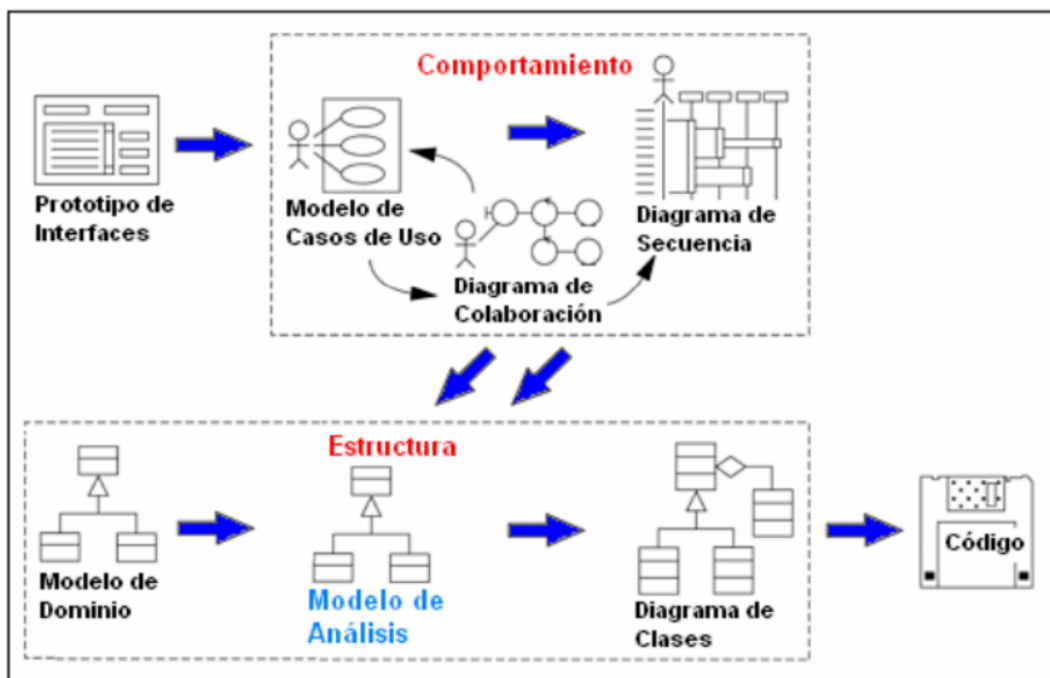 Comportamiento
Prototipo de
Interfaces
Modelo de
Casos de Uso
Diagrama de
Colaboración
Diagrama de
Secuencia
Estructura
Modelo de
Dominio
Modelo de
Análisis
Diagrama de
Clases
Código